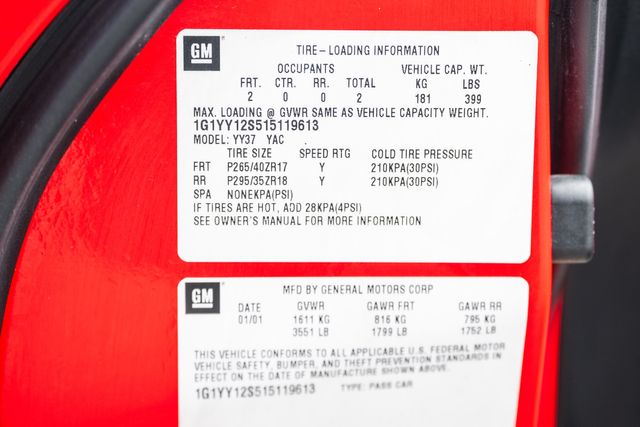 GM
TIRE-LOADING INFORMATION
OCCUPANTS VEHICLE CAP. WT.
FRT. CTR. RR. TOTAL KG LBS
2 0 0 2 181 399
MAX. LOADING @ GVWR SAME AS VEHICLE CAPACITY WEIGHT.
1G1YY12S515119613
MODEL: YY37 YAC .
TIRE SIZE SPEED RTG COLD TIRE PRESSURE
FRT P265/40ZR17 Y 210KPA(30PSI)
RR P295/35ZR18 Y 210KPA(30PSI)
SPA NONEKPA(PSI)
IF TIRES ARE HOT, ADD 28KPA(4PSI)
SEE OWNER'S MANUAL FOR MORE INFORMATION
GM
MFD BY GENERAL MOTORS CORP
DATE GVWR GAWR FRT GAWR RR
01/01 1611 KG 816 KG 795 KG
3551 LB 1799 LB 1752 LB
THIS VEHICLE CONFORMS TO ALL APPLICABLE U.S. FEDERAL MOTOR
VEHICLE SAFETY, BUMPER, AND THEFT PREVENTION STANDARDS IN
EFFECT ON THE DATE OF MANUFACTURE SHOWN ABOVE.
1G1YY12S515119613 TYPE: PASS CAR